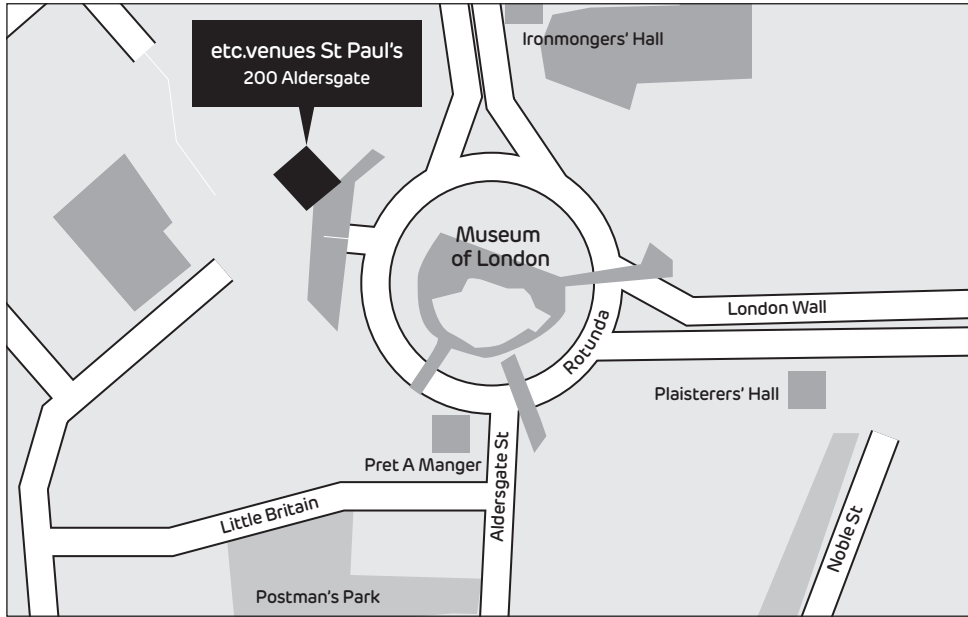 etc.venues St Paul's
200 Aldersgate
Ironmongers' Hall
Museum
of London
London Wall
Rotunda
Plaisterers' Hall
Pret A Manger
Aldersgate St
Little Britain
Noble St
Postman's Park